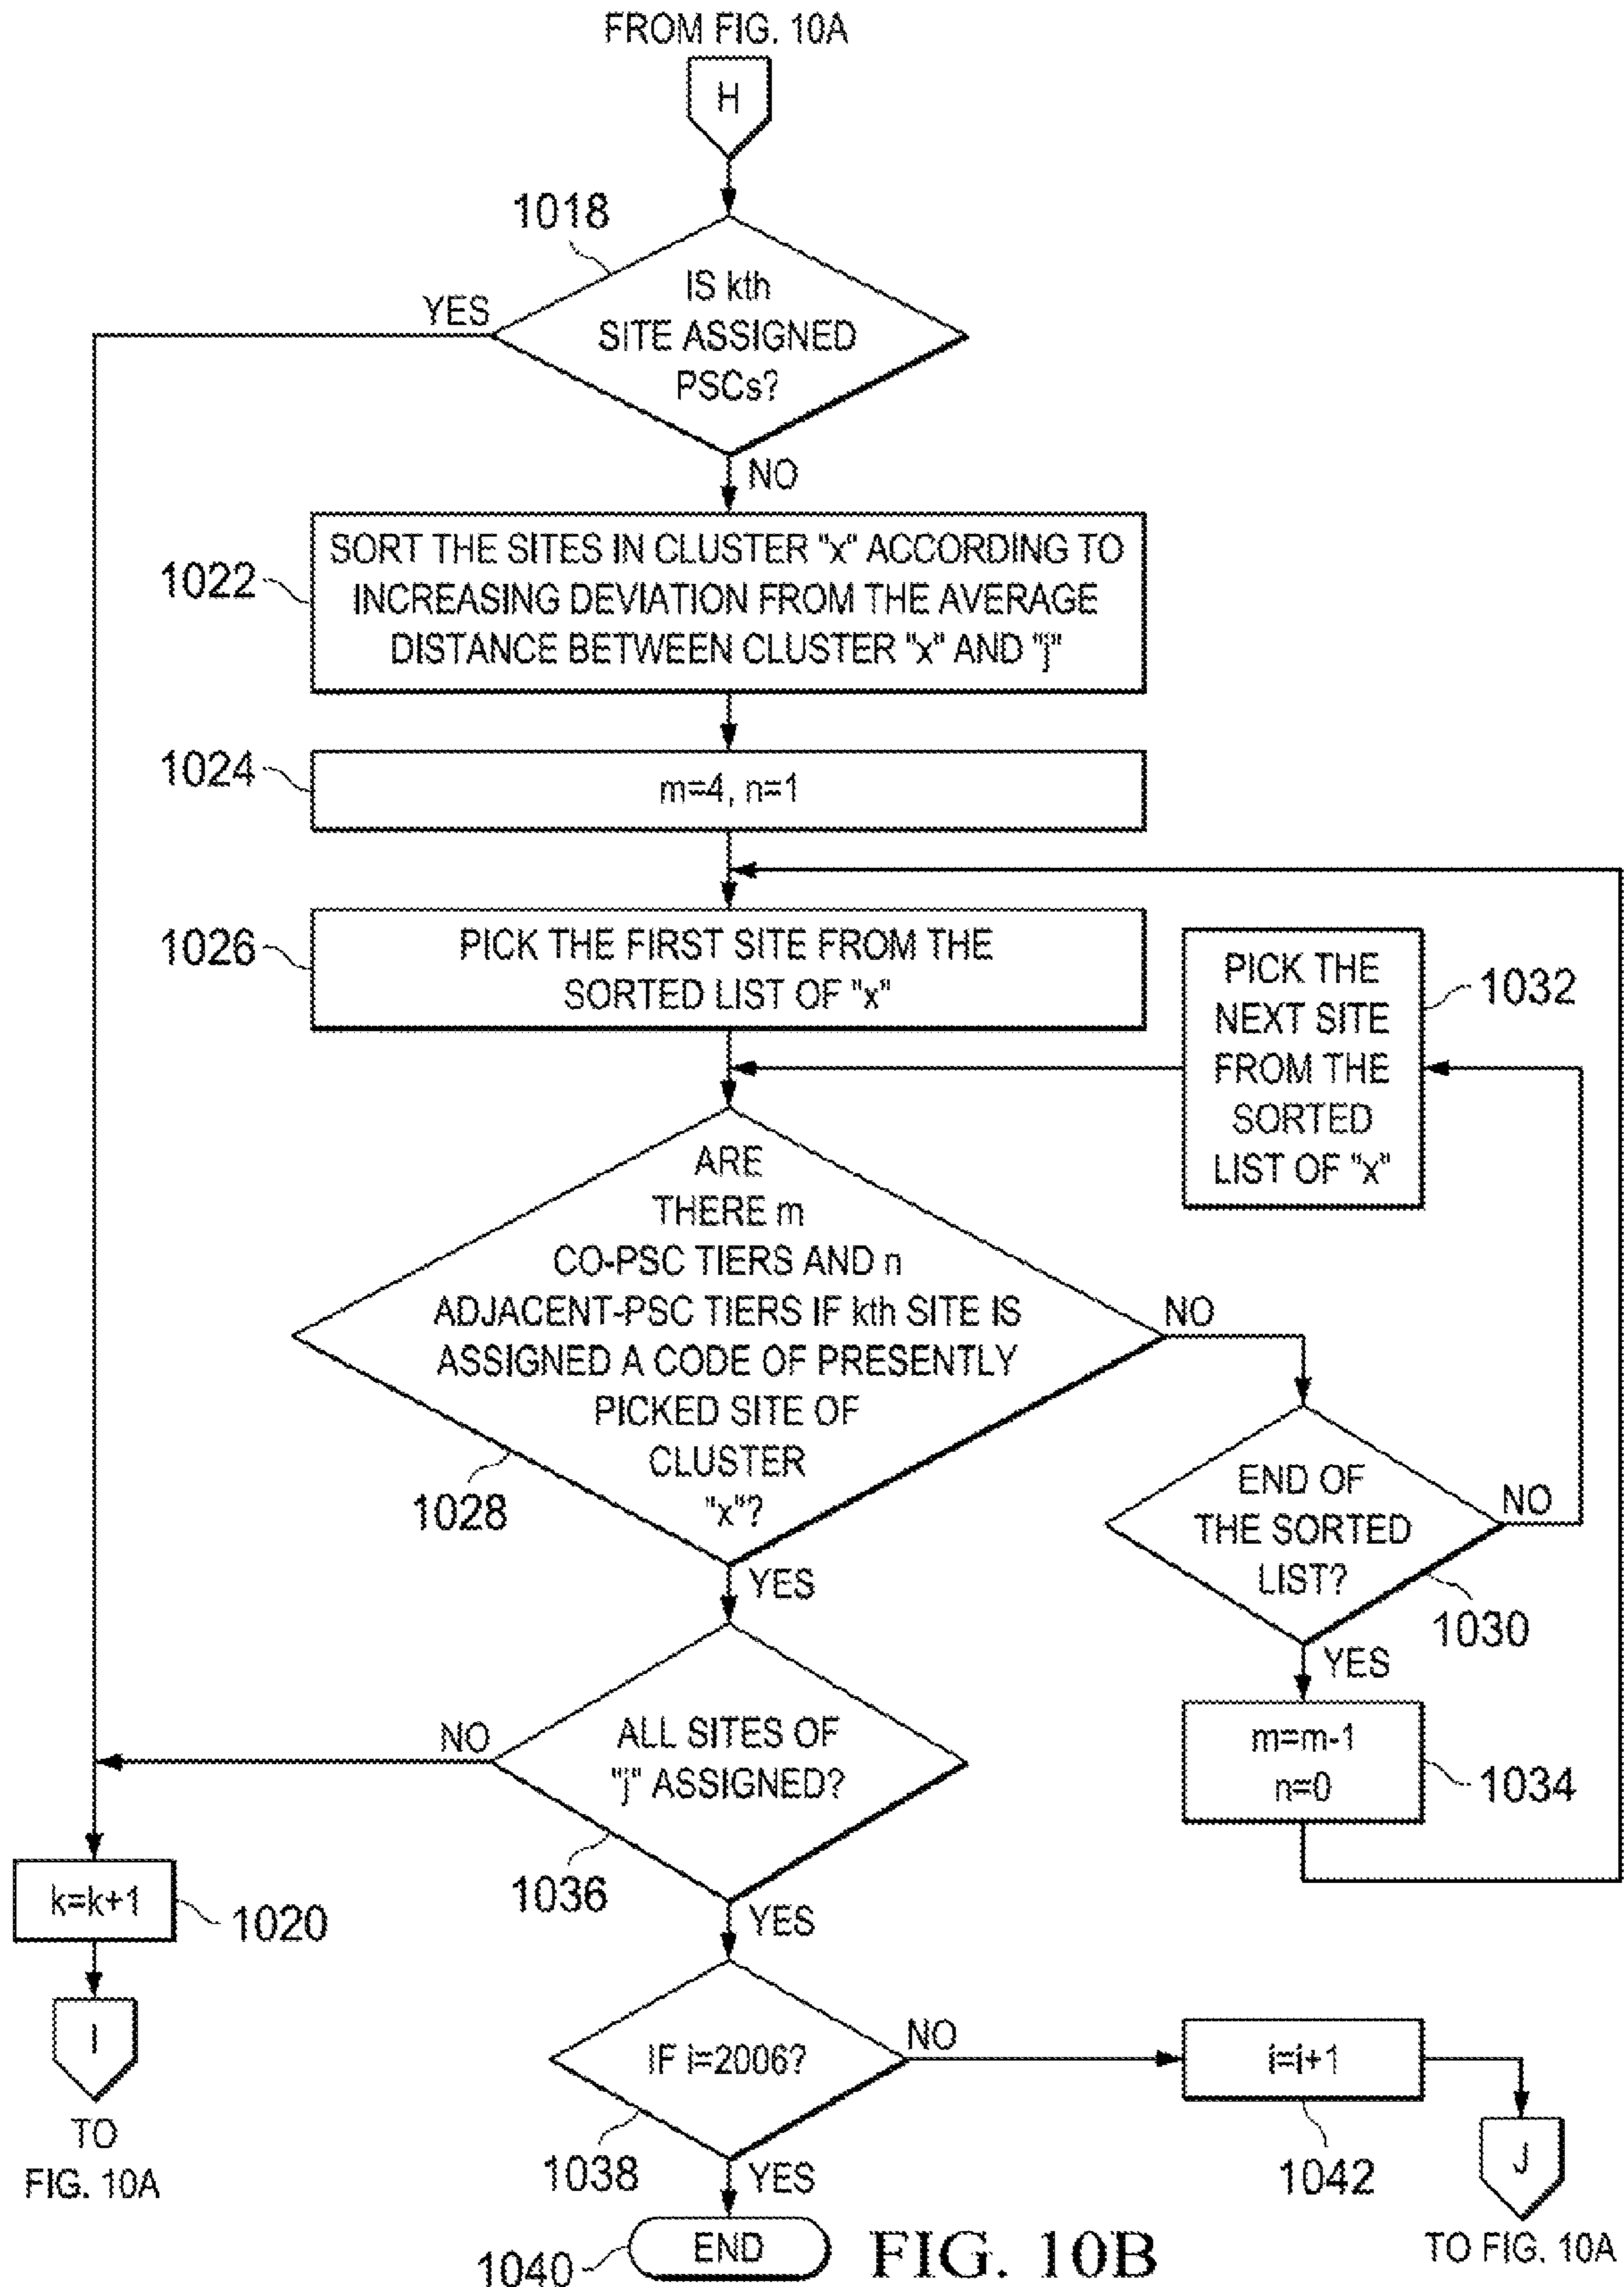 FROM FIG. 10A
H
1018
IS kth
SITE ASSIGNED
PSCs?
YES
NO
1022
SORT THE SITES IN CLUSTER "x" ACCORDING TO
INCREASING DEVIATION FROM THE AVERAGE
DISTANCE BETWEEN CLUSTER "x" AND "j"
1024
m=4, n=1
1026
PICK THE FIRST SITE FROM THE
SORTED LIST OF "x"
PICK THE
NEXT SITE
FROM THE
SORTED
LIST OF "x"
1032
ARE
THERE m
CO-PSC TIERS AND n
ADJACENT-PSC TIERS IF kth SITE IS
ASSIGNED A CODE OF PRESENTLY
PICKED SITE OF
CLUSTER
"x"?
1028
NO
YES
END OF
THE SORTED
LIST?
NO
1030
YES
m=m-1
n=0
1034
ALL SITES OF
"j" ASSIGNED?
NO
1036
YES
k=k+1
1020
I
TO
FIG. 10A
IF i=2006?
NO
1038
YES
i=i+1
1042
J
TO FIG. 10A
END
1040
FIG. 10B